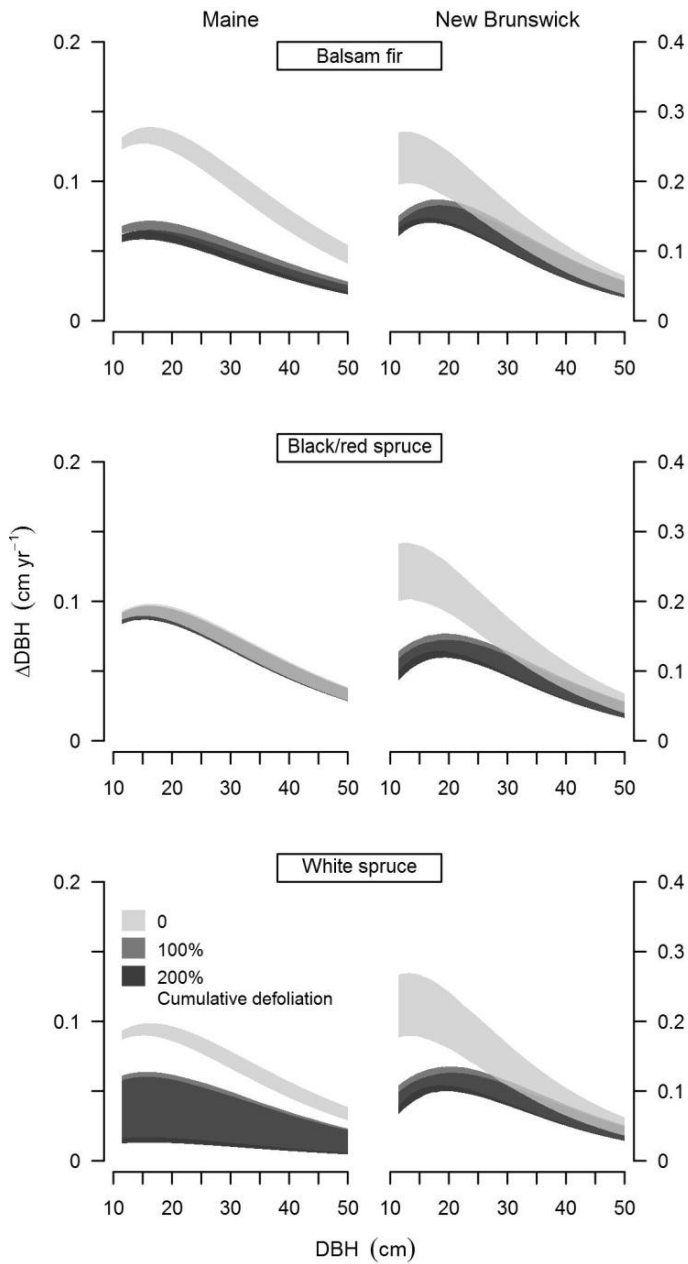 Maine
New Brunswick
Balsam fir
0.2
0.1
0
0.4
0.3
0.2
0.1
0
10 20 30 40 50
10 20 30 40 50
Black/red spruce
0.2
0.1
0
0.4
0.3
0.2
0.1
0
10 20 30 40 50
10 20 30 40 50
ΔDBH (cm yr⁻¹)
White spruce
0.2
0.1
0
0
100%
200%
Cumulative defoliation
0.4
0.3
0.2
0.1
0
10 20 30 40 50
10 20 30 40 50
DBH (cm)